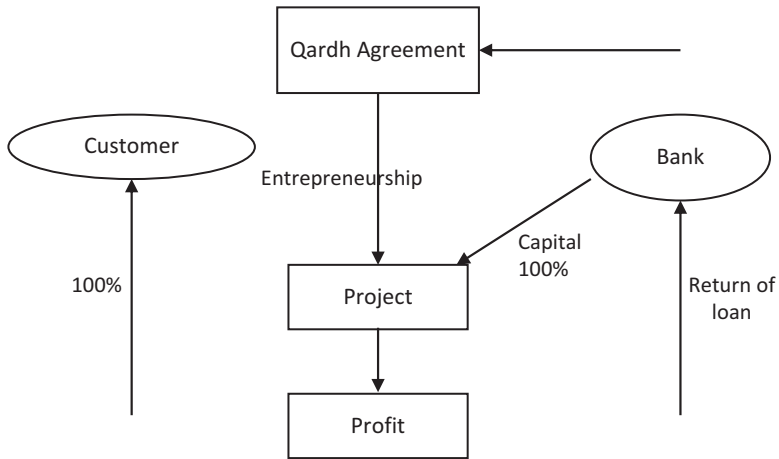 Qardh Agreement
Customer
Bank
Entrepreneurship
Capital
100%
100%
Return of
loan
Project
Profit